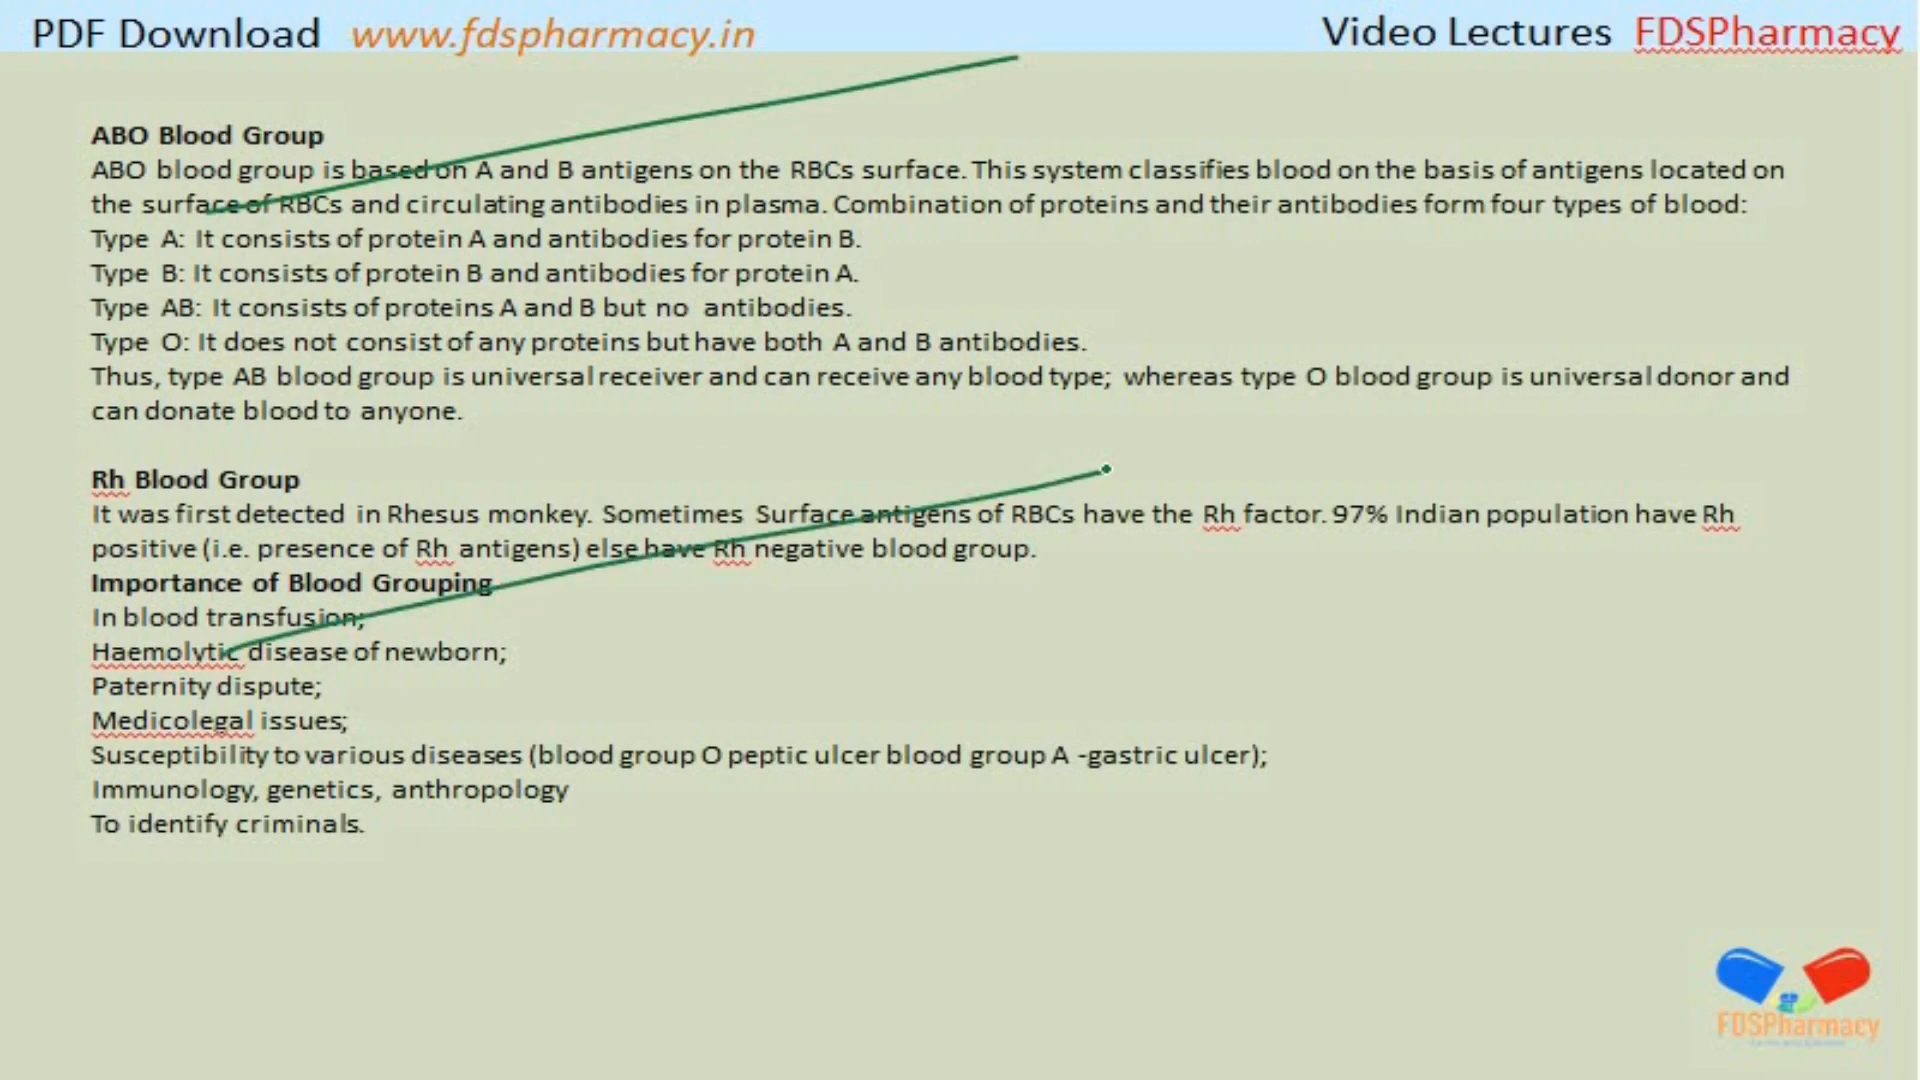 PDF Download www.fdspharmacy.in Video Lectures FDSPharmacy
ABO Blood Group
ABO blood group is based on A and B antigens on the RBCs surface. This system classifies blood on the basis of antigens located on
the surface of RBCs and circulating antibodies in plasma. Combination of proteins and their antibodies form four types of blood:
Type A: It consists of protein A and antibodies for protein B.
Type B: It consists of protein B and antibodies for protein A.
Type AB: It consists of proteins A and B but no antibodies.
Type O: It does not consist of any proteins but have both A and B antibodies.
Thus, type AB blood group is universal receiver and can receive any blood type; whereas type O blood group is universal donor and
can donate blood to anyone.
Rh Blood Group
It was first detected in Rhesus monkey. Sometimes Surface antigens of RBCs have the Rh factor. 97% Indian population have Rh
positive (i.e. presence of Rh antigens) else have Rh negative blood group.
Importance of Blood Grouping
In blood transfusion;
Haemolytic disease of newborn;
Paternity dispute;
Medicolegal issues;
Susceptibility to various diseases (blood group O peptic ulcer blood group A -gastric ulcer);
Immunology, genetics, anthropology
To identify criminals.
FDSPharmacy